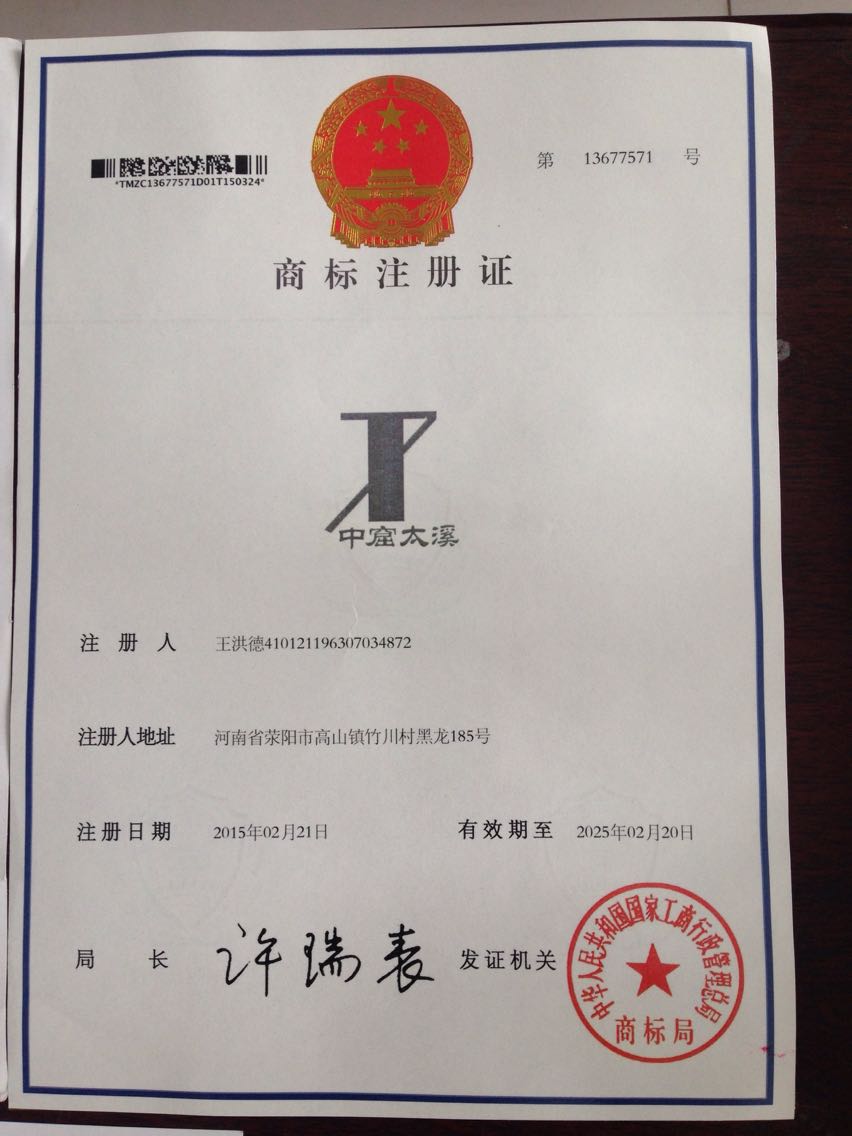 第 13677571 号
*TMZC13677571D01T150324*
商标注册证
中窟太溪
注册人 王洪德410121196307034872
注册人地址 河南省荥阳市高山镇竹川村黑龙185号
注册日期 2015年02月21日 有效期至 2025年02月20日
局长 许瑞表 发证机关
中华人民共和国国家工商行政管理总局
商标局